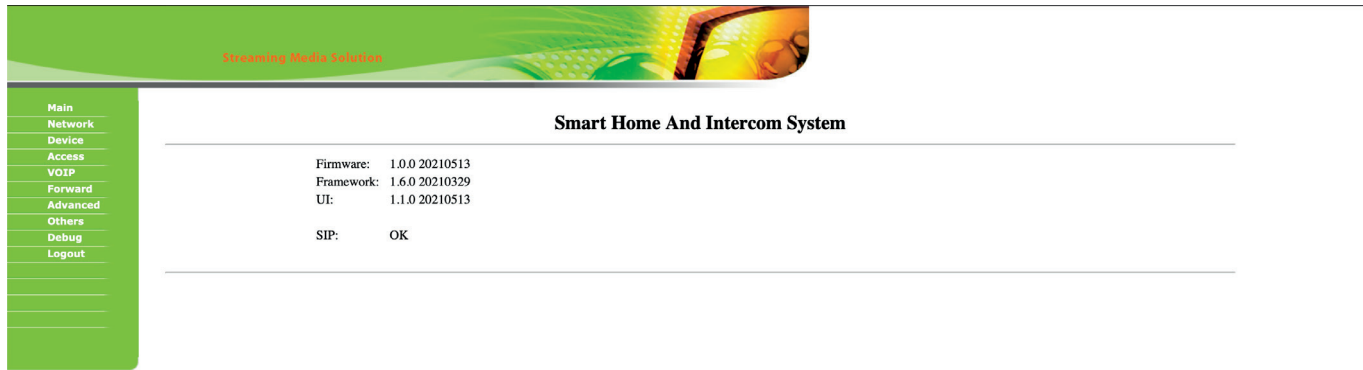 Streaming Media Solution
Main
Network
Device
Access
VOIP
Forward
Advanced
Others
Debug
Logout
Smart Home And Intercom System
Firmware: 1.0.0 20210513
Framework: 1.6.0 20210329
UI: 1.1.0 20210513
SIP: OK